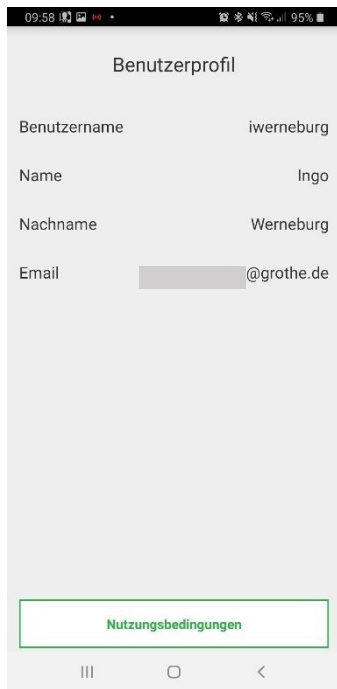 09:58 95%
Benutzerprofil
Benutzername iwerneburg
Name Ingo
Nachname Werneburg
Email @grothe.de
Nutzungsbedingungen